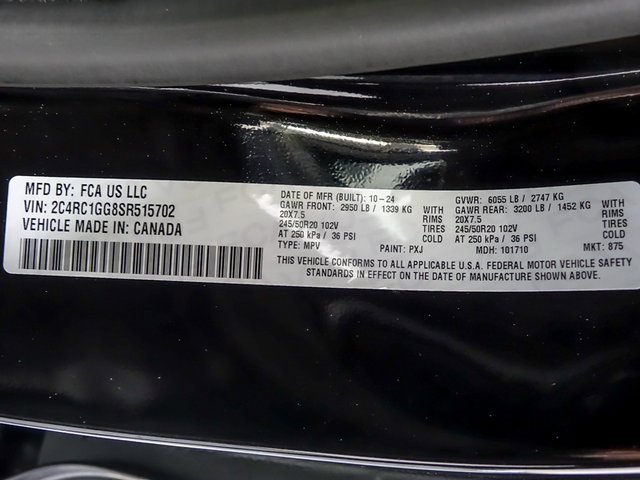 MFD BY: FCA US LLC
VIN: 2C4RC1GG8SR515702
VEHICLE MADE IN: CANADA
DATE OF MFR (BUILT): 10-24 GVWR: 6055 LB / 2747 KG
GAWR FRONT: 2950 LB / 1339 KG WITH GAWR REAR: 3200 LB / 1452 KG WITH
20X7.5 RIMS 20X7.5 RIMS
245/50R20 102V TIRES 245/50R20 102V TIRES
AT 250 kPa / 36 PSI COLD AT 250 kPa / 36 PSI COLD
TYPE: MPV PAINT: PXJ MDH: 101710 MKT: 875
THIS VEHICLE CONFORMS TO ALL APPLICABLE U.S.A. FEDERAL MOTOR VEHICLE SAFETY
STANDARDS IN EFFECT ON THE DATE OF MANUFACTURE SHOWN ABOVE.